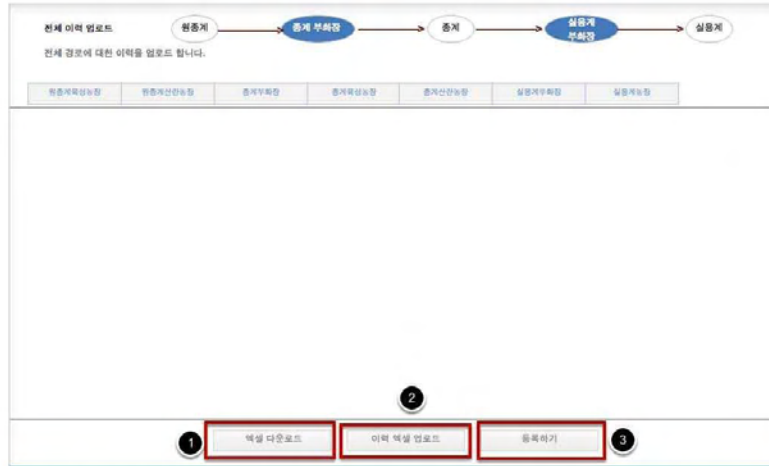 전체 이력 업로드
원종계
종계 부화장
종계
실용계
부화장
실용계
전체 경로에 대한 이력을 업로드 합니다.
원종계육성농장 원종계산란농장 종계부화장 종계육성농장 종계산란농장 실용계부화장 실용계농장
2
1 엑셀 다운로드 이력 엑셀 업로드 등록하기 3